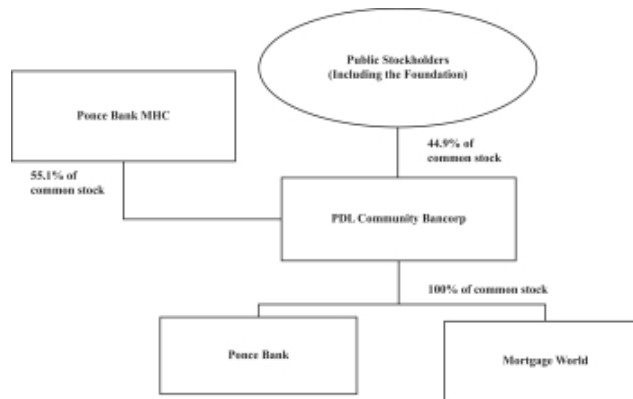 Public Stockholders
(Including the Foundation)
Ponce Bank MHC
44.9% of
common stock
55.1% of
common stock
PDL Community Bancorp
100% of common stock
Ponce Bank
Mortgage World